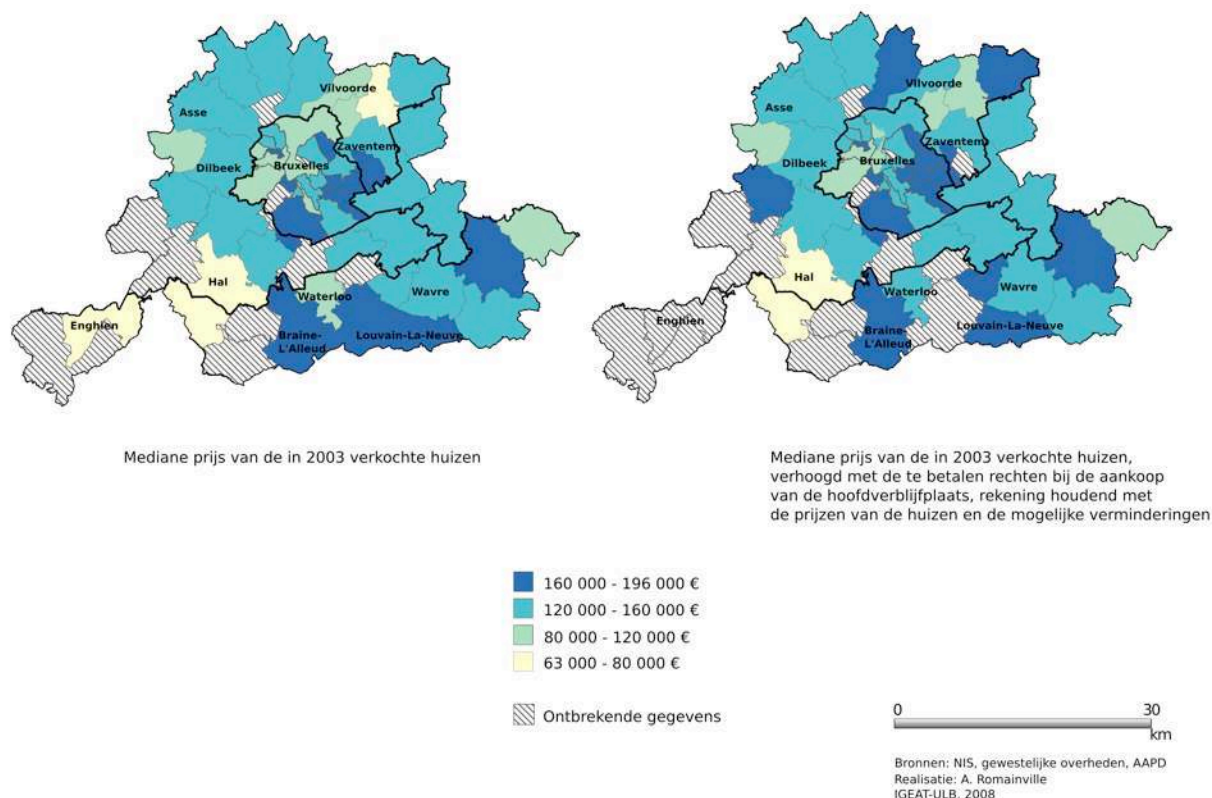 Vilvoorde
Asse
Zaventem
Dilbeek
Bruxelles
Hal
Waterloo
Wavre
Enghien
Braine-
L'Alleud
Louvain-La-Neuve
Mediane prijs van de in 2003 verkochte huizen
Vilvoorde
Asse
Zaventem
Dilbeek
Bruxelles
Hal
Waterloo
Wavre
Enghien
Braine-
L'Alleud
Louvain-La-Neuve
Mediane prijs van de in 2003 verkochte huizen,
verhoogd met de te betalen rechten bij de aankoop
van de hoofdverblijfplaats, rekening houdend met
de prijzen van de huizen en de mogelijke verminderingen
160 000 - 196 000 €
120 000 - 160 000 €
80 000 - 120 000 €
63 000 - 80 000 €
Ontbrekende gegevens
0 30
km
Bronnen: NIS, gewestelijke overheden, AAPD
Realisatie: A. Romainville
IGEAT-ULB, 2008